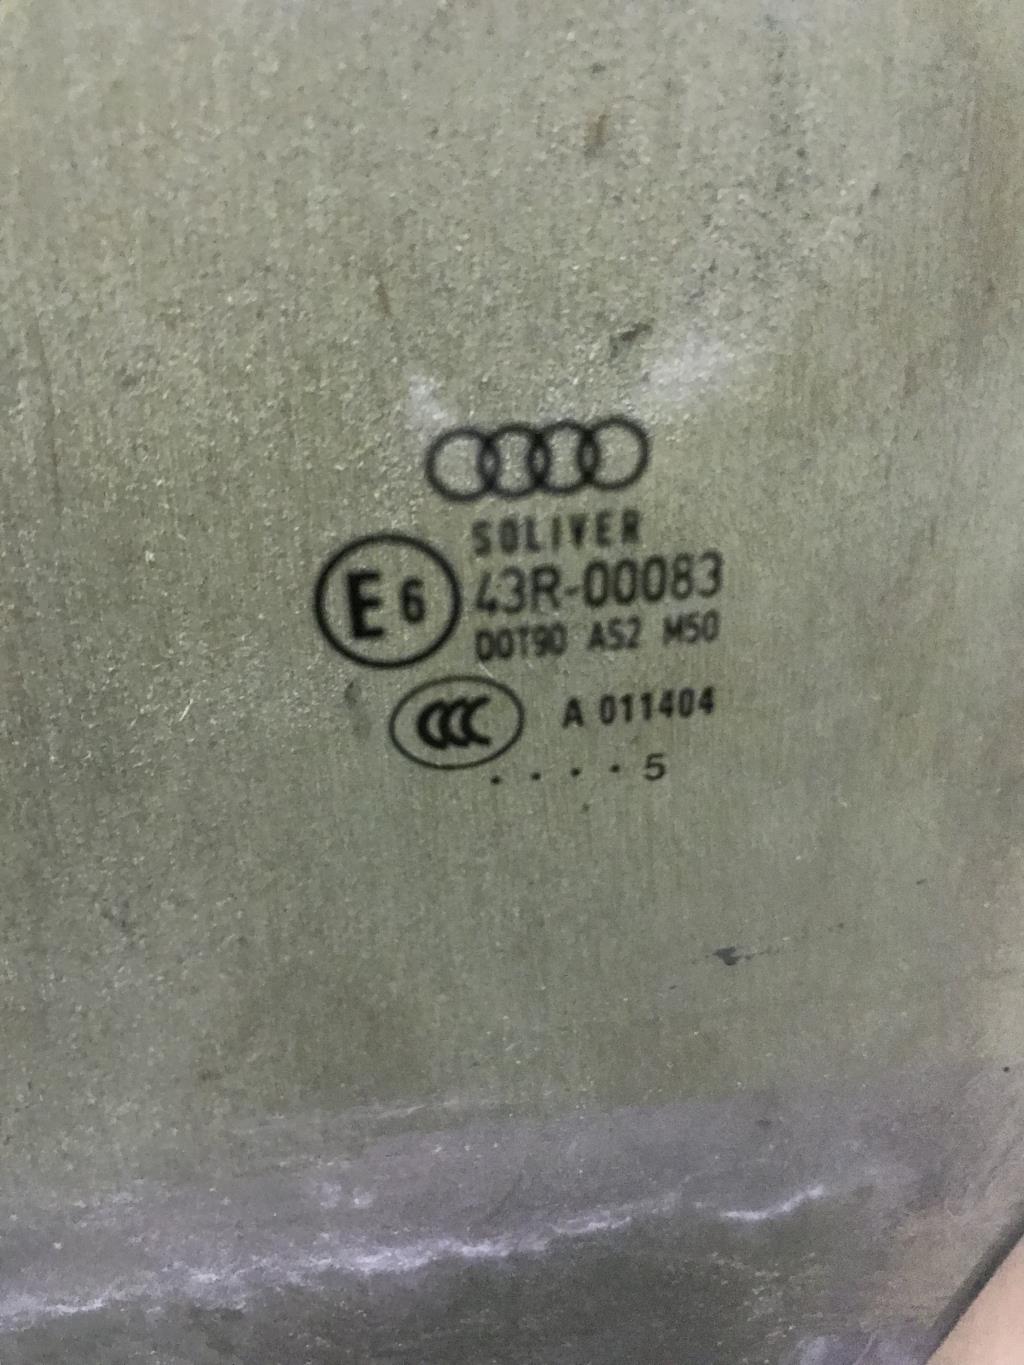 SOLIVER
E6 43R-00083
DOT90 AS2 M50
CCC A 011404
. . . . 5